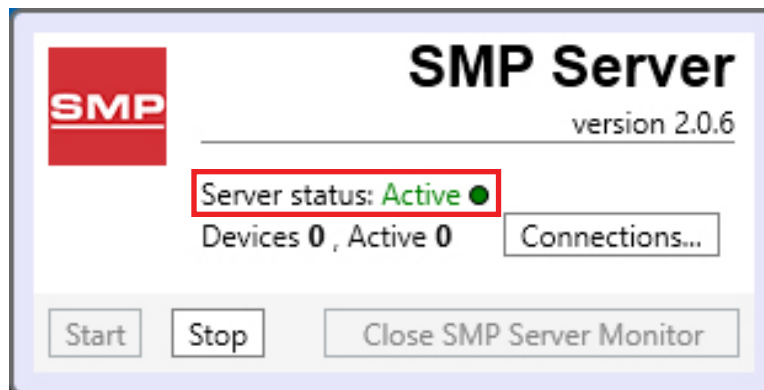 SMP
SMP Server
version 2.0.6
Server status: Active
Devices 0 , Active 0
Connections...
Start
Stop
Close SMP Server Monitor